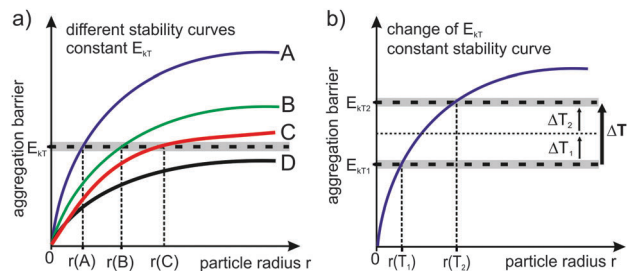 a)
different stability curves
constant EkT
A
B
C
D
aggregation barrier
EkT
0
r(A)
r(B)
r(C)
particle radius r
b)
change of EkT
constant stability curve
aggregation barrier
EkT2
EkT1
ΔT2
ΔT1
ΔT
0
r(T1)
r(T2)
particle radius r